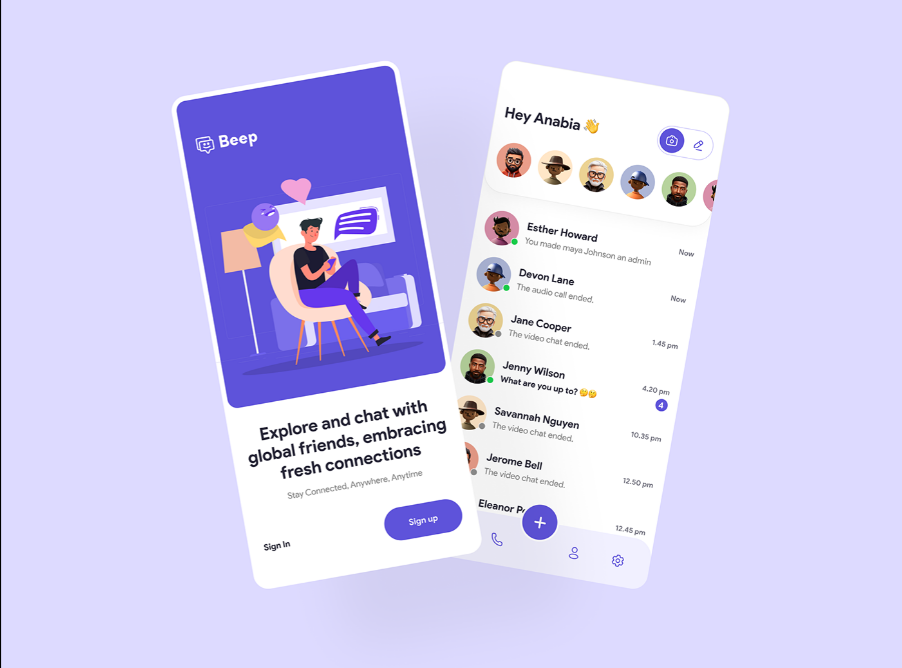 Beep
Explore and chat with
global friends, embracing
fresh connections
Stay Connected, Anywhere, Anytime
Sign In
Sign up
Hey Anabia 👋
Esther Howard
You made maya Johnson an admin
Now
Devon Lane
The audio call ended.
Now
Jane Cooper
The video chat ended.
1.45 pm
Jenny Wilson
What are you up to? 🤔🤔
4.20 pm
4
Savannah Nguyen
The video chat ended.
10.35 pm
Jerome Bell
The video chat ended.
12.50 pm
Eleanor
12.45 pm